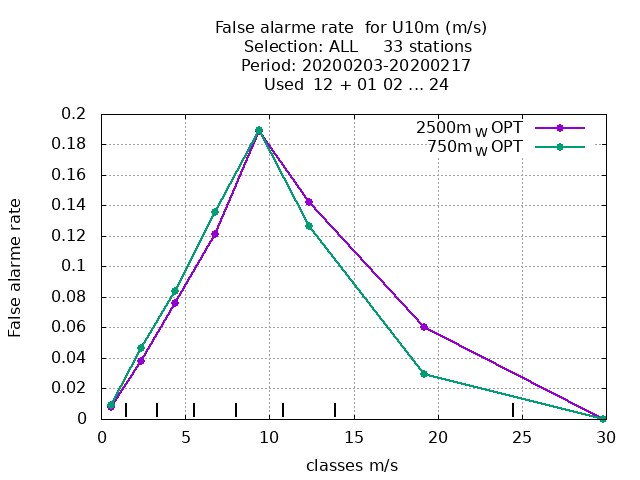 False alarme rate  for U10m (m/s)
Selection: ALL     33 stations
Period: 20200203-20200217
Used  12 + 01 02 ... 24
2500m W OPT
750m W OPT
0.2
0.18
0.16
0.14
0.12
0.1
0.08
0.06
0.04
0.02
0
False alarme rate
0 5 10 15 20 25 30
classes m/s